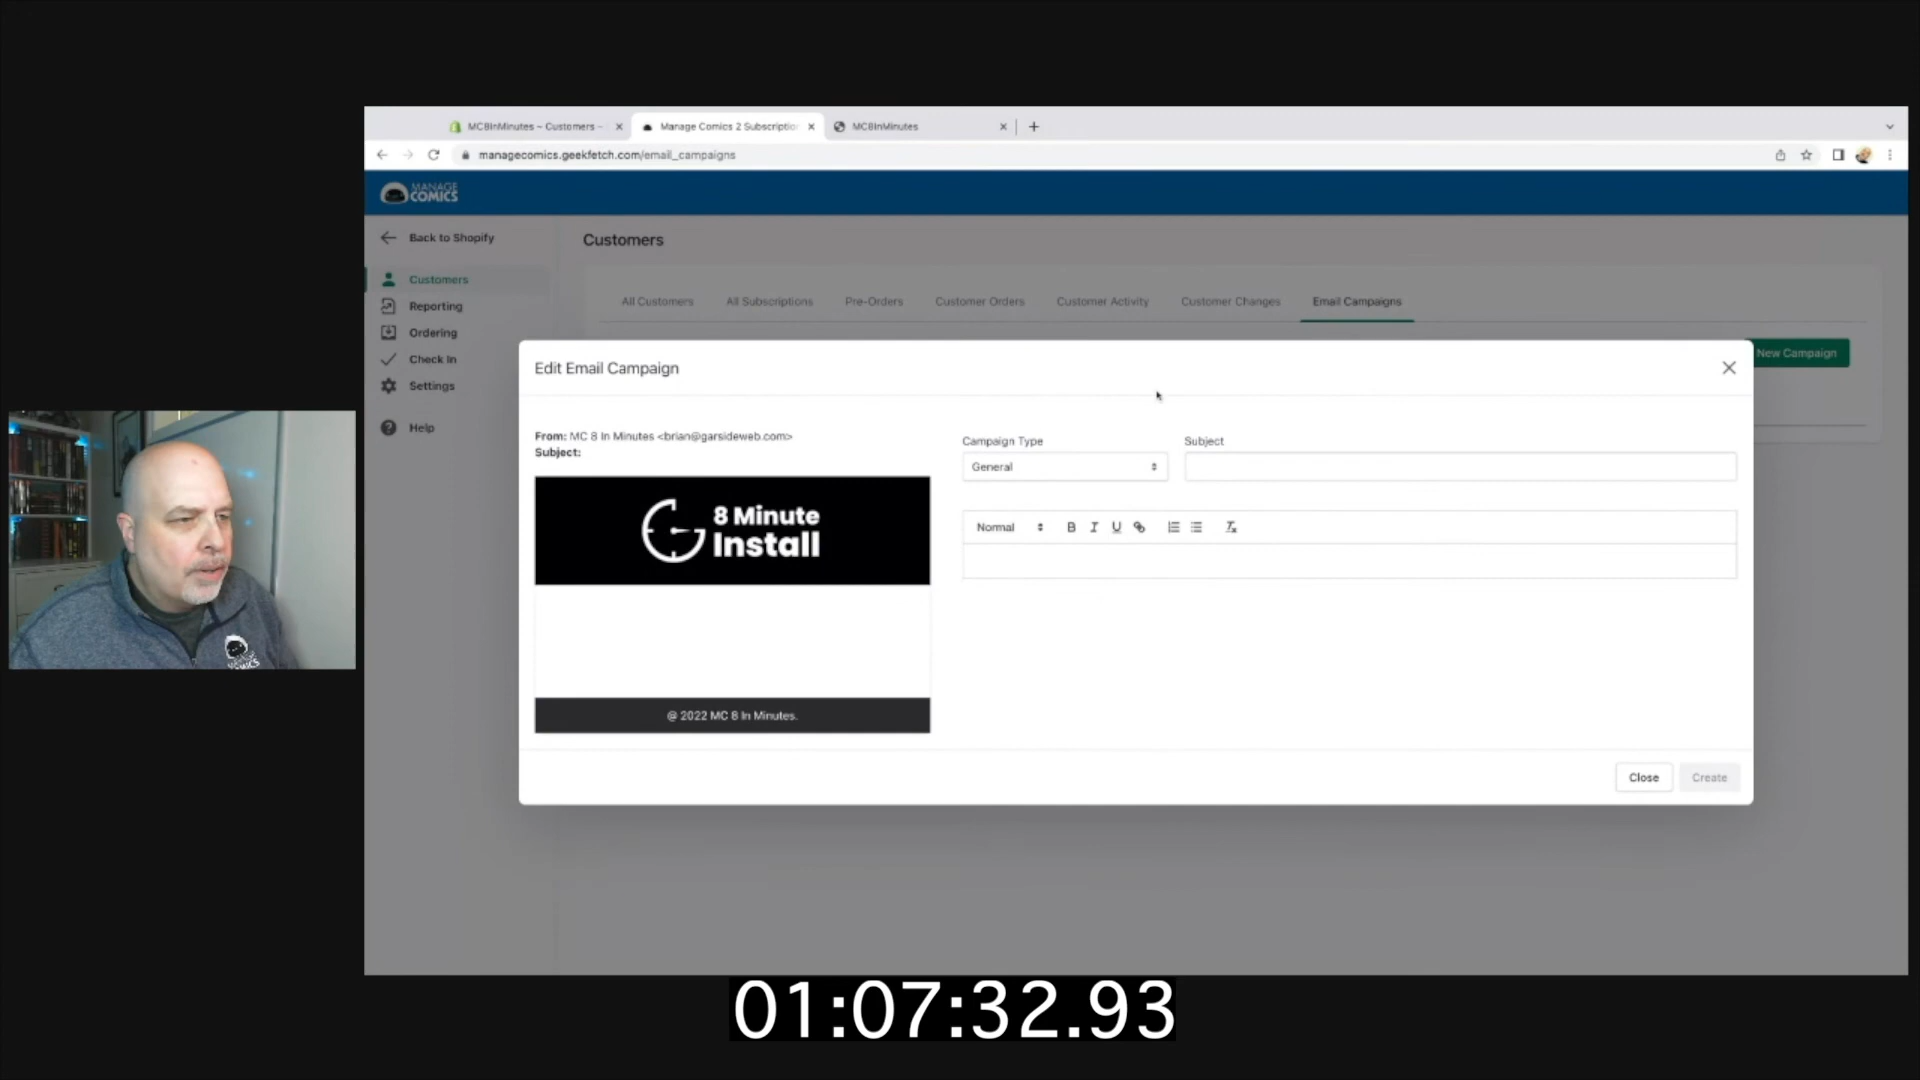 MC8InMinutes – Customers –
Manage Comics 2 Subscriptio
MC8InMinutes
managecomics.geekfetch.com/email_campaigns
MANAGE
COMICS
Back to Shopify
Customers
Customers
Reporting
Ordering
Check In
Settings
Help
All Customers
All Subscriptions
Pre-Orders
Customer Orders
Customer Activity
Customer Changes
Email Campaigns
New Campaign
Edit Email Campaign
From: MC 8 In Minutes <brian@garsideweb.com>
Subject:
8 Minute
Install
@ 2022 MC 8 In Minutes.
Campaign Type
Subject
General
Normal
B I U
Close
Create
01:07:32.93